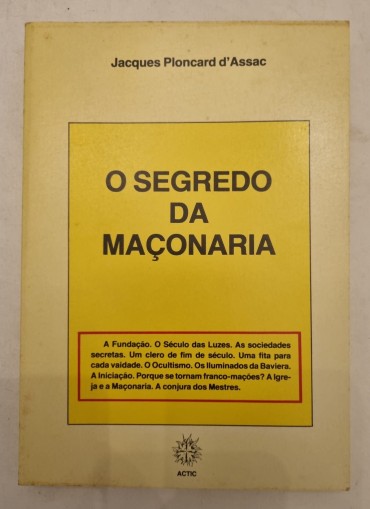 Jacques Ploncard d'Assac
O SEGREDO
DA
MAÇONARIA
A Fundação. O Século das Luzes. As sociedades
secretas. Um clero de fim de século. Uma fita para
cada vaidade. O Ocultismo. Os Iluminados da Baviera.
A Iniciação. Porque se tornam franco-mações? A Igre-
ja e a Maçonaria. A conjura dos Mestres.
ACTIC